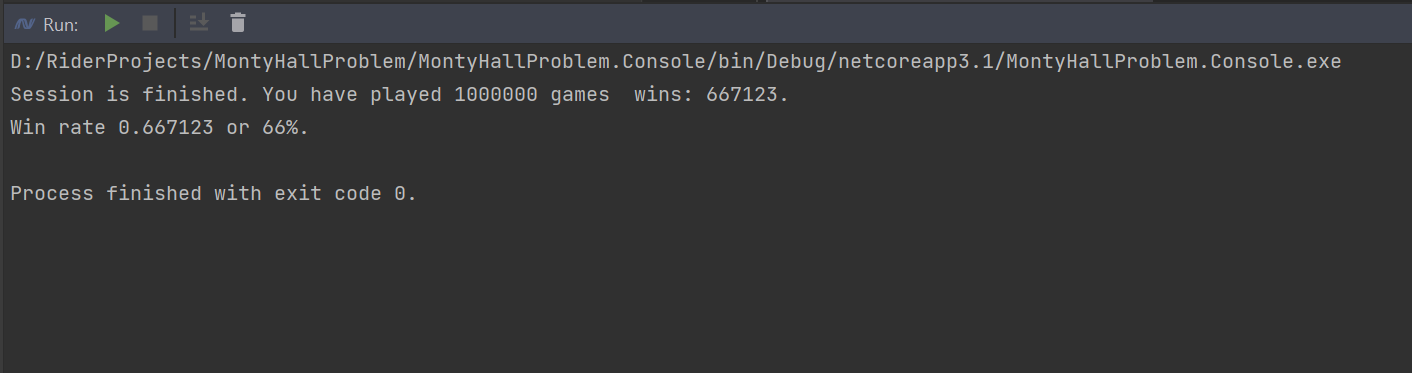 Run:
D:/RiderProjects/MontyHallProblem/MontyHallProblem.Console/bin/Debug/netcoreapp3.1/MontyHallProblem.Console.exe
Session is finished. You have played 1000000 games  wins: 667123.
Win rate 0.667123 or 66%.
Process finished with exit code 0.